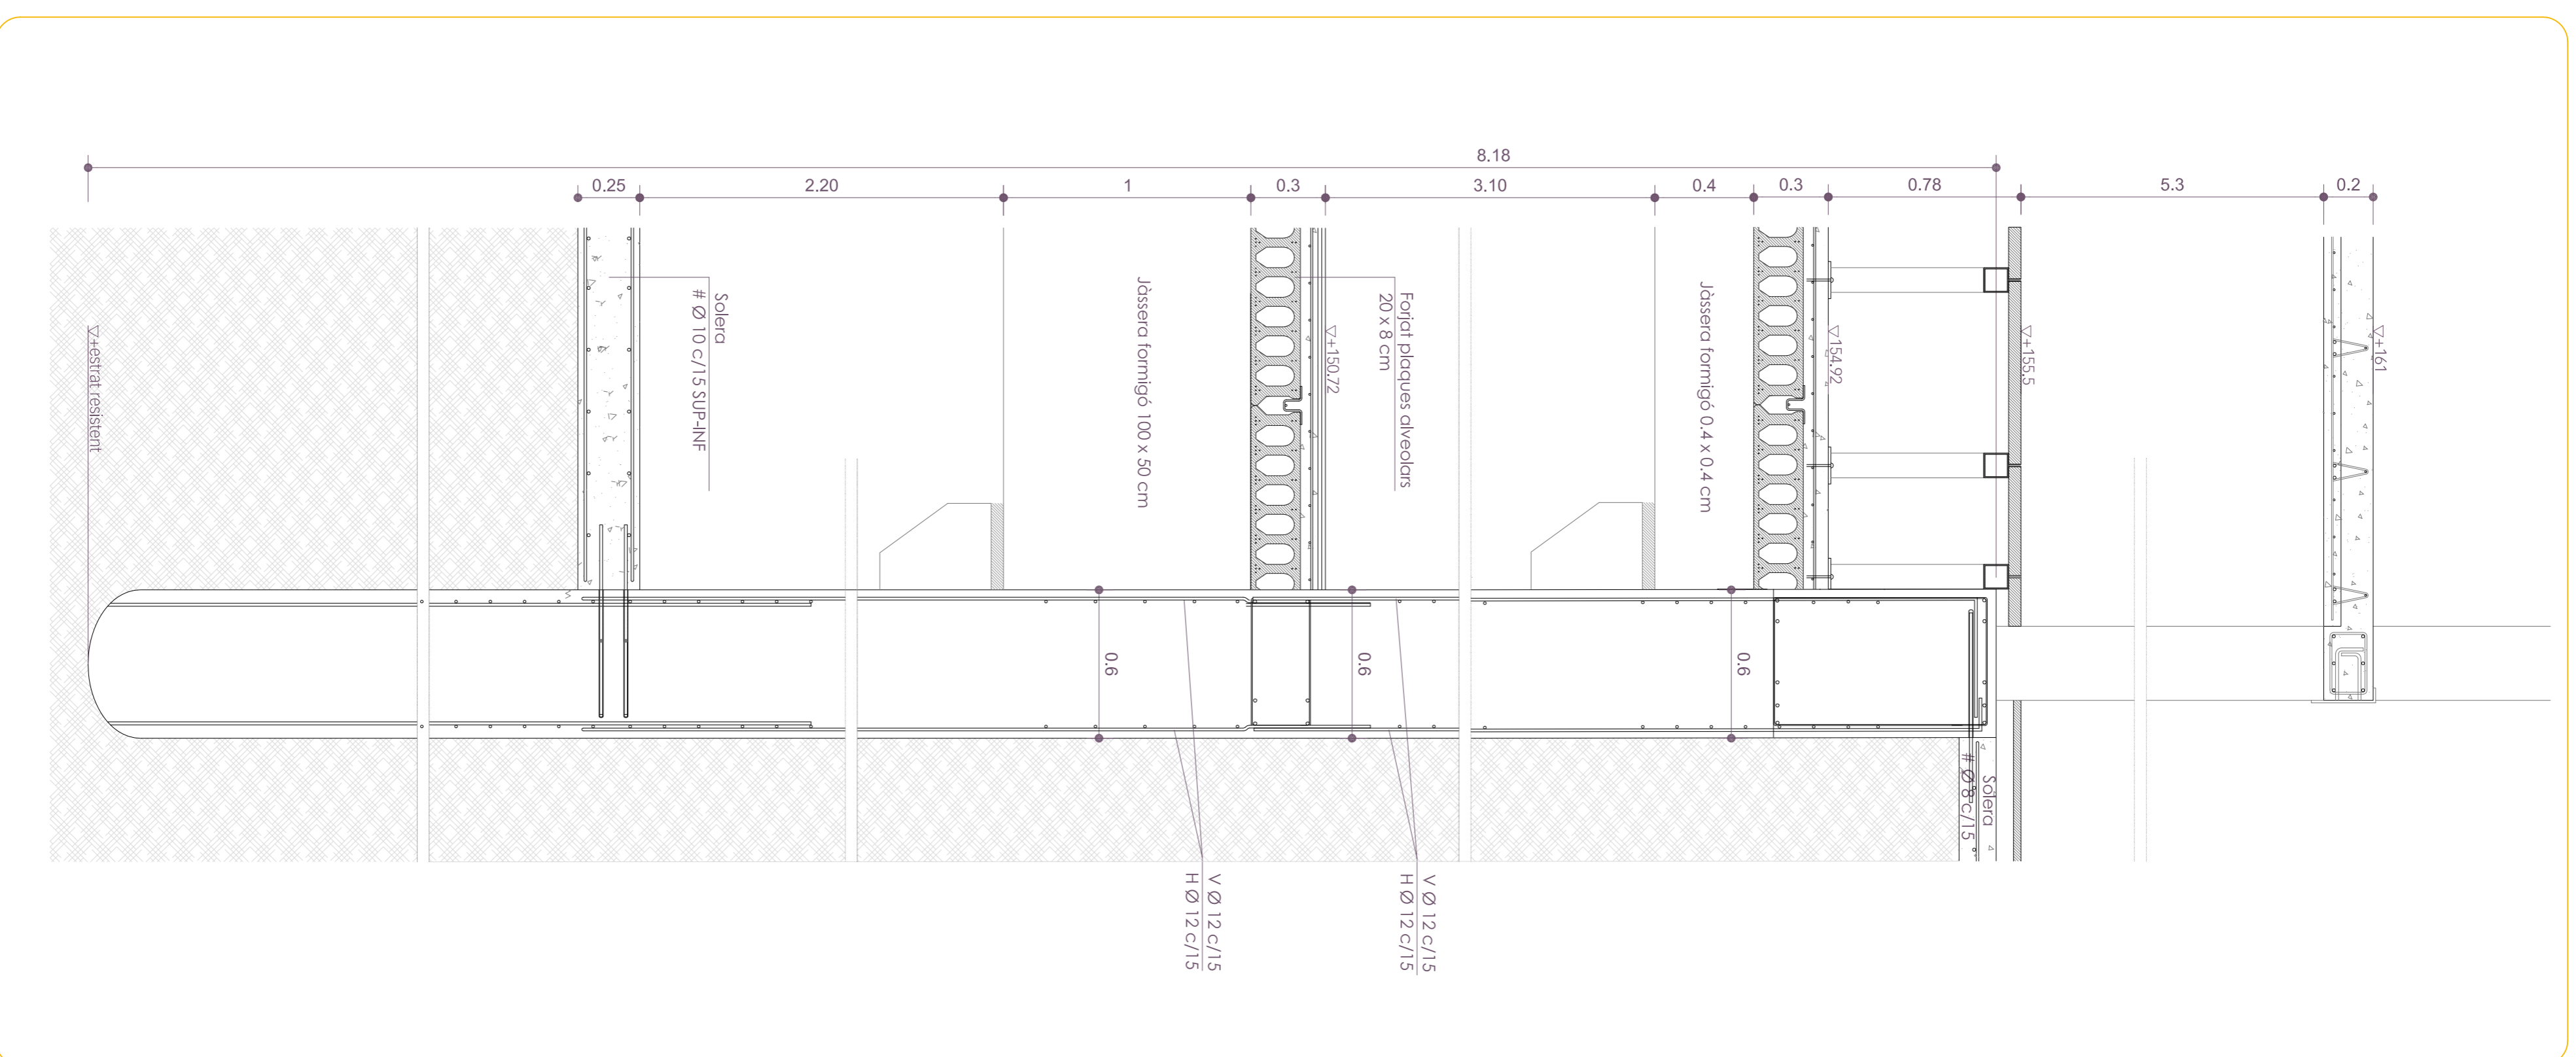 8.18
0.25
2.20
1
0.3
3.10
0.4
0.3
0.78
5.3
0.2
▽+estrat resistent
Solera
# Ø 10 c/15 SUP-INF
Jàssera formigó 100 x 50 cm
▽+150.72
Forjat plaques alveolars
20 x 8 cm
Jàssera formigó 0.4 x 0.4 cm
▽154.92
▽+155.5
▽+161
0.6
0.6
0.6
Solera
# Ø 8 c/15
V Ø 12 c/15
H Ø 12 c/15
V Ø 12 c/15
H Ø 12 c/15